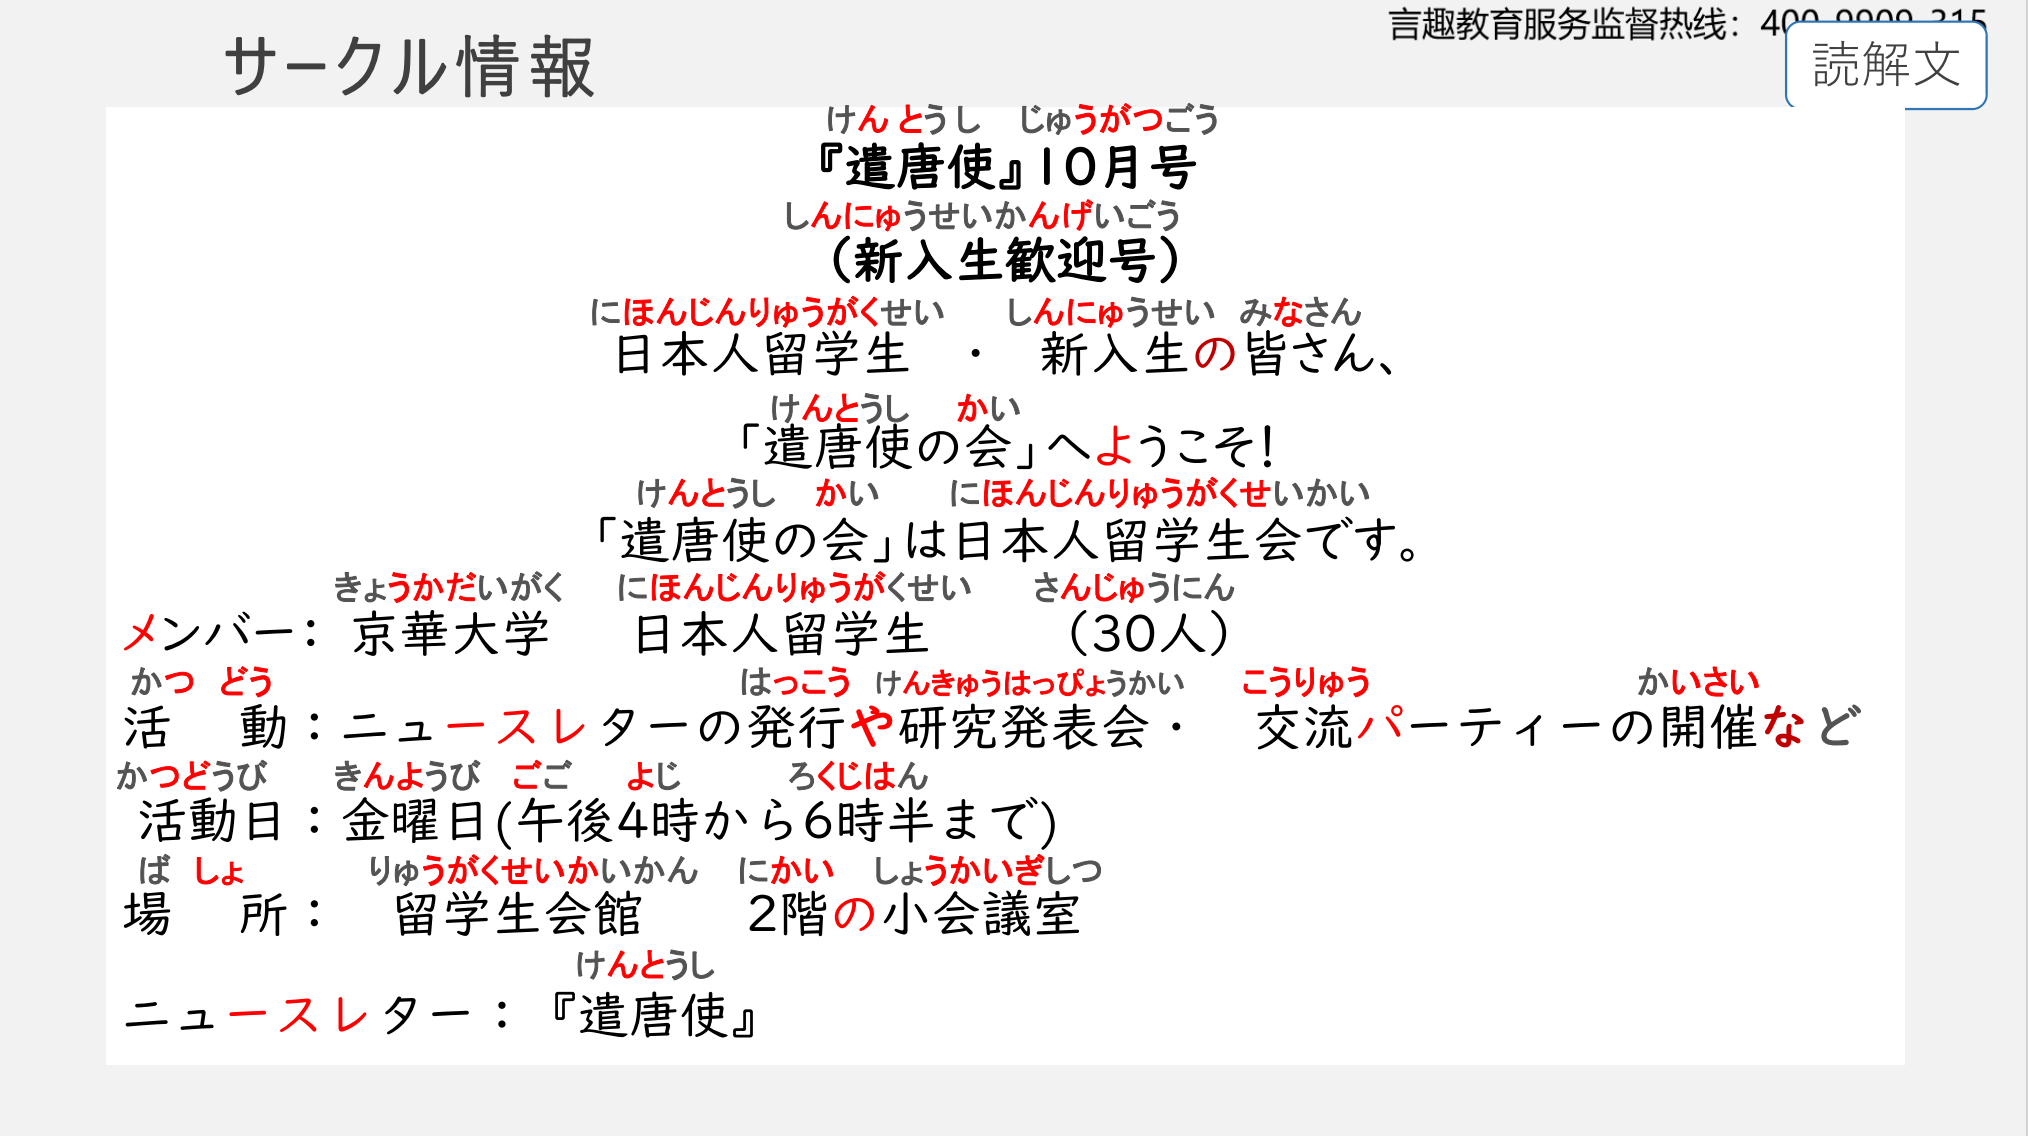 言趣教育服务监督热线：400-9909-315
サークル情報
読解文
けんとうし　じゅうがつごう
『遣唐使』10月号
しんにゅうせいかんげいごう
（新入生歓迎号）
にほんじんりゅうがくせい　しんにゅうせい　みなさん
日本人留学生　・　新入生の皆さん、
けんとうし　かい
「遣唐使の会」へようこそ！
けんとうし　かい　にほんじんりゅうがくせいかい
「遣唐使の会」は日本人留学生会です。
きょうかだいがく　にほんじんりゅうがくせい　さんじゅうにん
メンバー：京華大学　日本人留学生　（30人）
かつ　どう　はっこう　けんきゅうはっぴょうかい　こうりゅう　かいさい
活　動：ニュースレターの発行や研究発表会・　交流パーティーの開催など
かつどうび　きんようび　ごご　よじ　ろくじはん
活動日：金曜日(午後4時から6時半まで)
ば　しょ　りゅうがくせいかいかん　にかい　しょうかいぎしつ
場　所：　留学生会館　2階の小会議室
けんとうし
ニュースレター：『遣唐使』